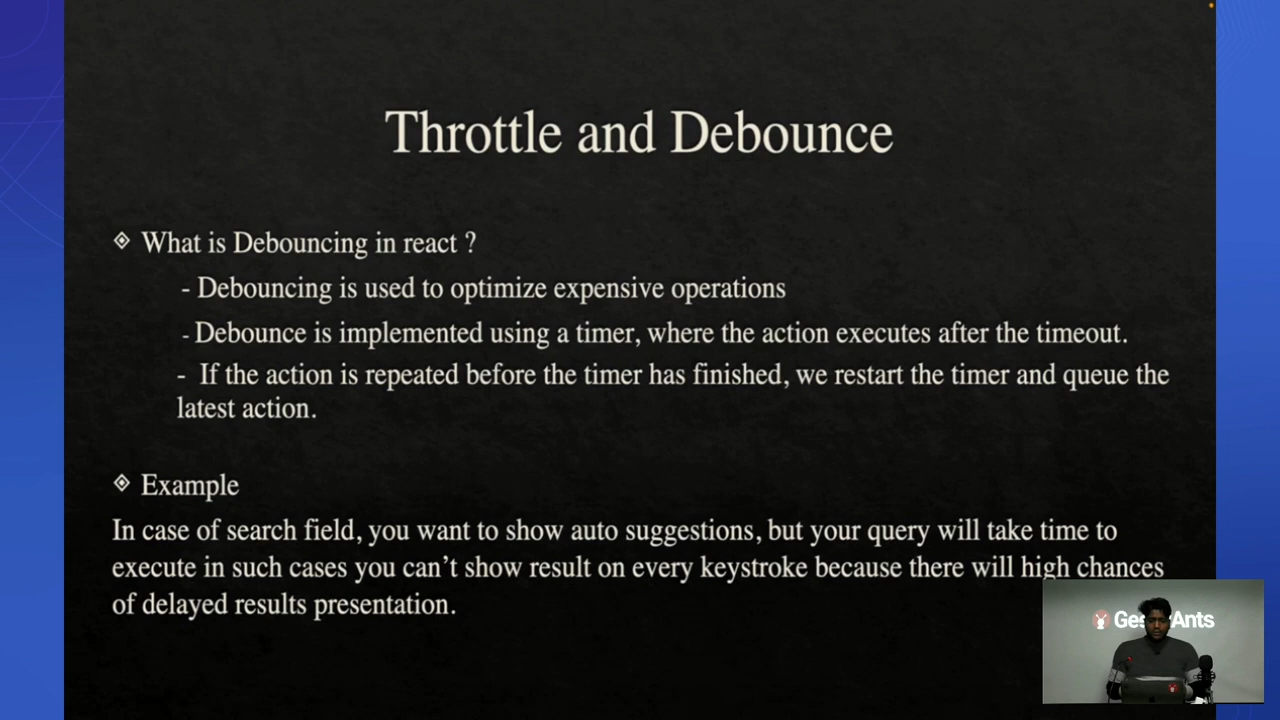 Throttle and Debounce
What is Debouncing in react ?
- Debouncing is used to optimize expensive operations
- Debounce is implemented using a timer, where the action executes after the timeout.
- If the action is repeated before the timer has finished, we restart the timer and queue the
latest action.
Example
In case of search field, you want to show auto suggestions, but your query will take time to
execute in such cases you can’t show result on every keystroke because there will high chances
of delayed results presentation.